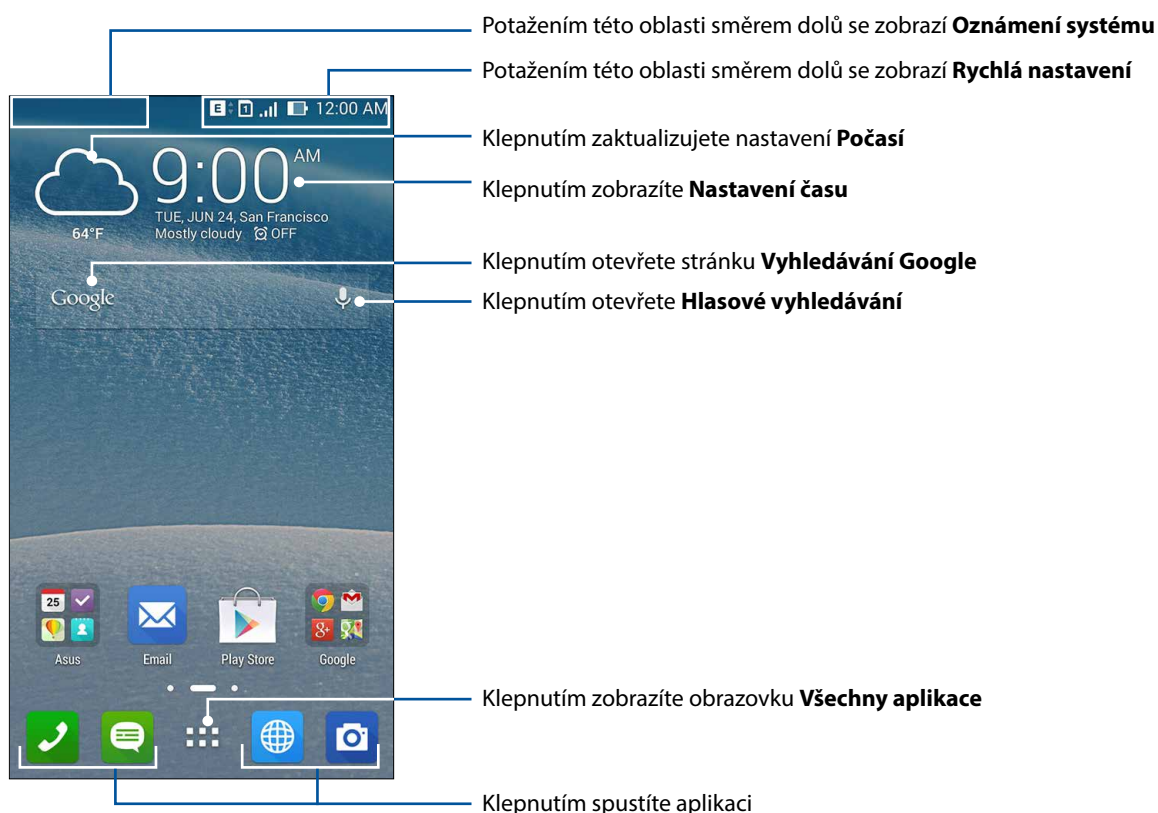 Potažením této oblasti směrem dolů se zobrazí Oznámení systému
Potažením této oblasti směrem dolů se zobrazí Rychlá nastavení
E 1 12:00 AM
Klepnutím zaktualizujete nastavení Počasí
9:00 AM
Klepnutím zobrazíte Nastavení času
TUE, JUN 24, San Francisco
64°F
Mostly cloudy OFF
Klepnutím otevřete stránku Vyhledávání Google
Google
Klepnutím otevřete Hlasové vyhledávání
25
8+
Asus
Email
Play Store
Google
Klepnutím zobrazíte obrazovku Všechny aplikace
Klepnutím spustíte aplikaci